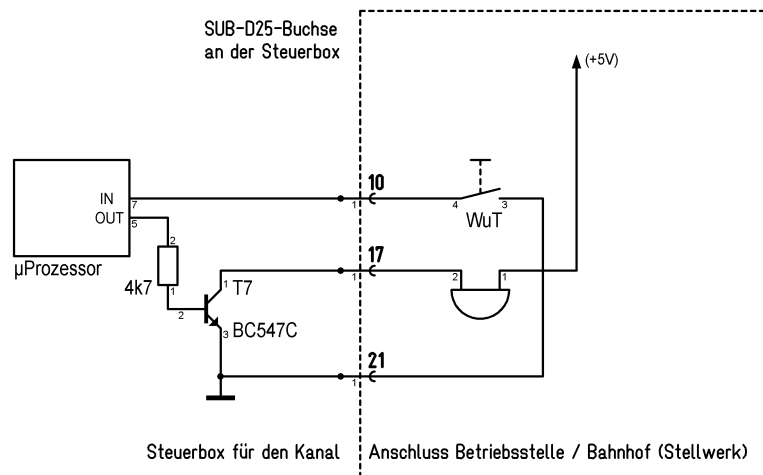 SUB-D25-Buchse
an der Steuerbox
(+5V)
10
IN
7
1
4
3
OUT
5
WuT
2
17
µProzessor
1
2
1
4k7
1
1
T7
2
BC547C
3
21
1
Steuerbox für den Kanal
Anschluss Betriebsstelle / Bahnhof (Stellwerk)